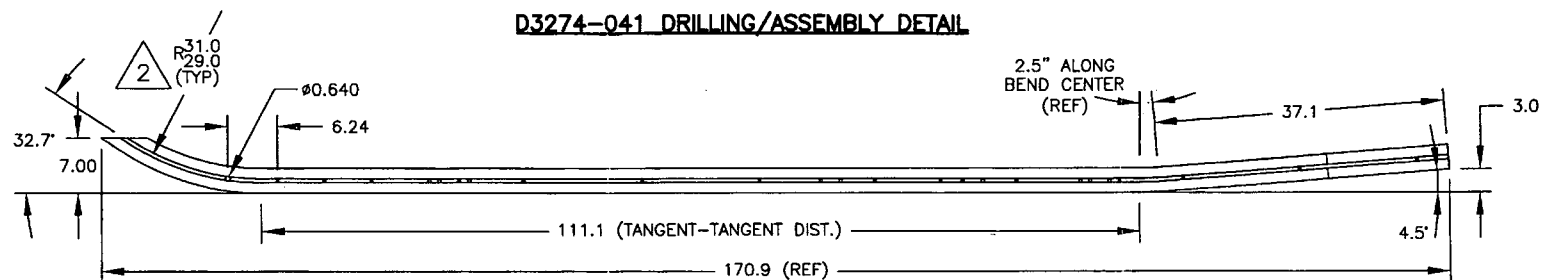 D3274-041 DRILLING/ASSEMBLY DETAIL
2
R31.0
29.0
(TYP)
Ø0.640
6.24
32.7°
7.00
2.5" ALONG
BEND CENTER
(REF)
37.1
3.0
4.5°
111.1 (TANGENT-TANGENT DIST.)
170.9 (REF)